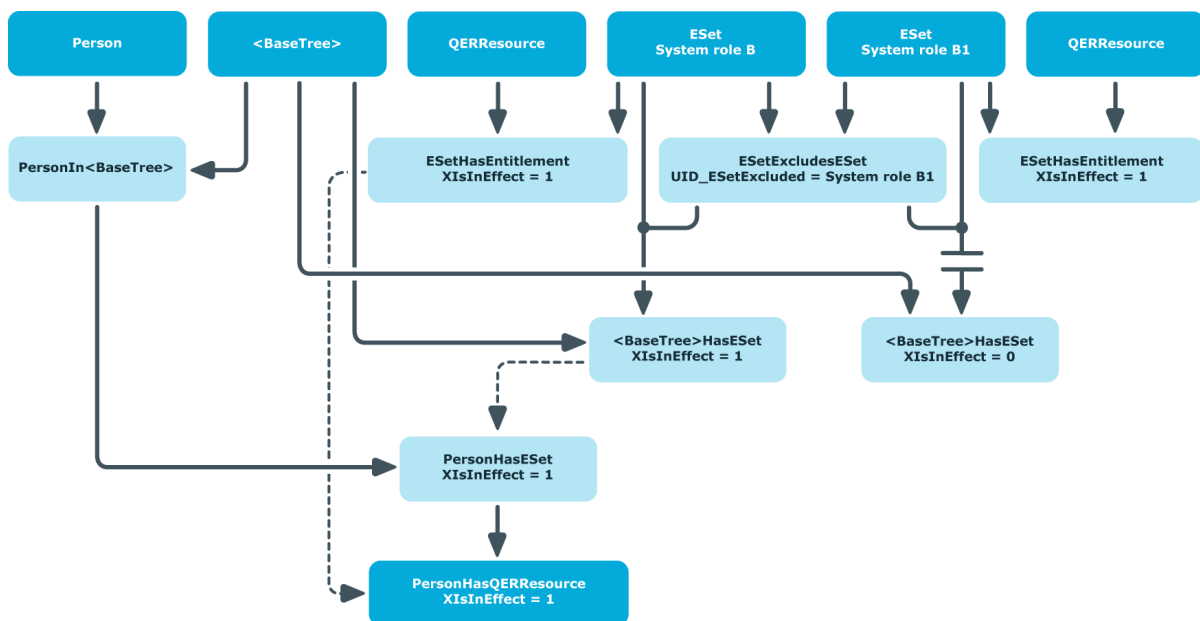 Person
<BaseTree>
QERResource
ESet
System role B
ESet
System role B1
QERResource
PersonIn<BaseTree>
ESetHasEntitlement
XIsInEffect = 1
ESetExcludesESet
UID_ESetExcluded = System role B1
ESetHasEntitlement
XIsInEffect = 1
<BaseTree>HasESet
XIsInEffect = 1
<BaseTree>HasESet
XIsInEffect = 0
PersonHasESet
XIsInEffect = 1
PersonHasQERResource
XIsInEffect = 1